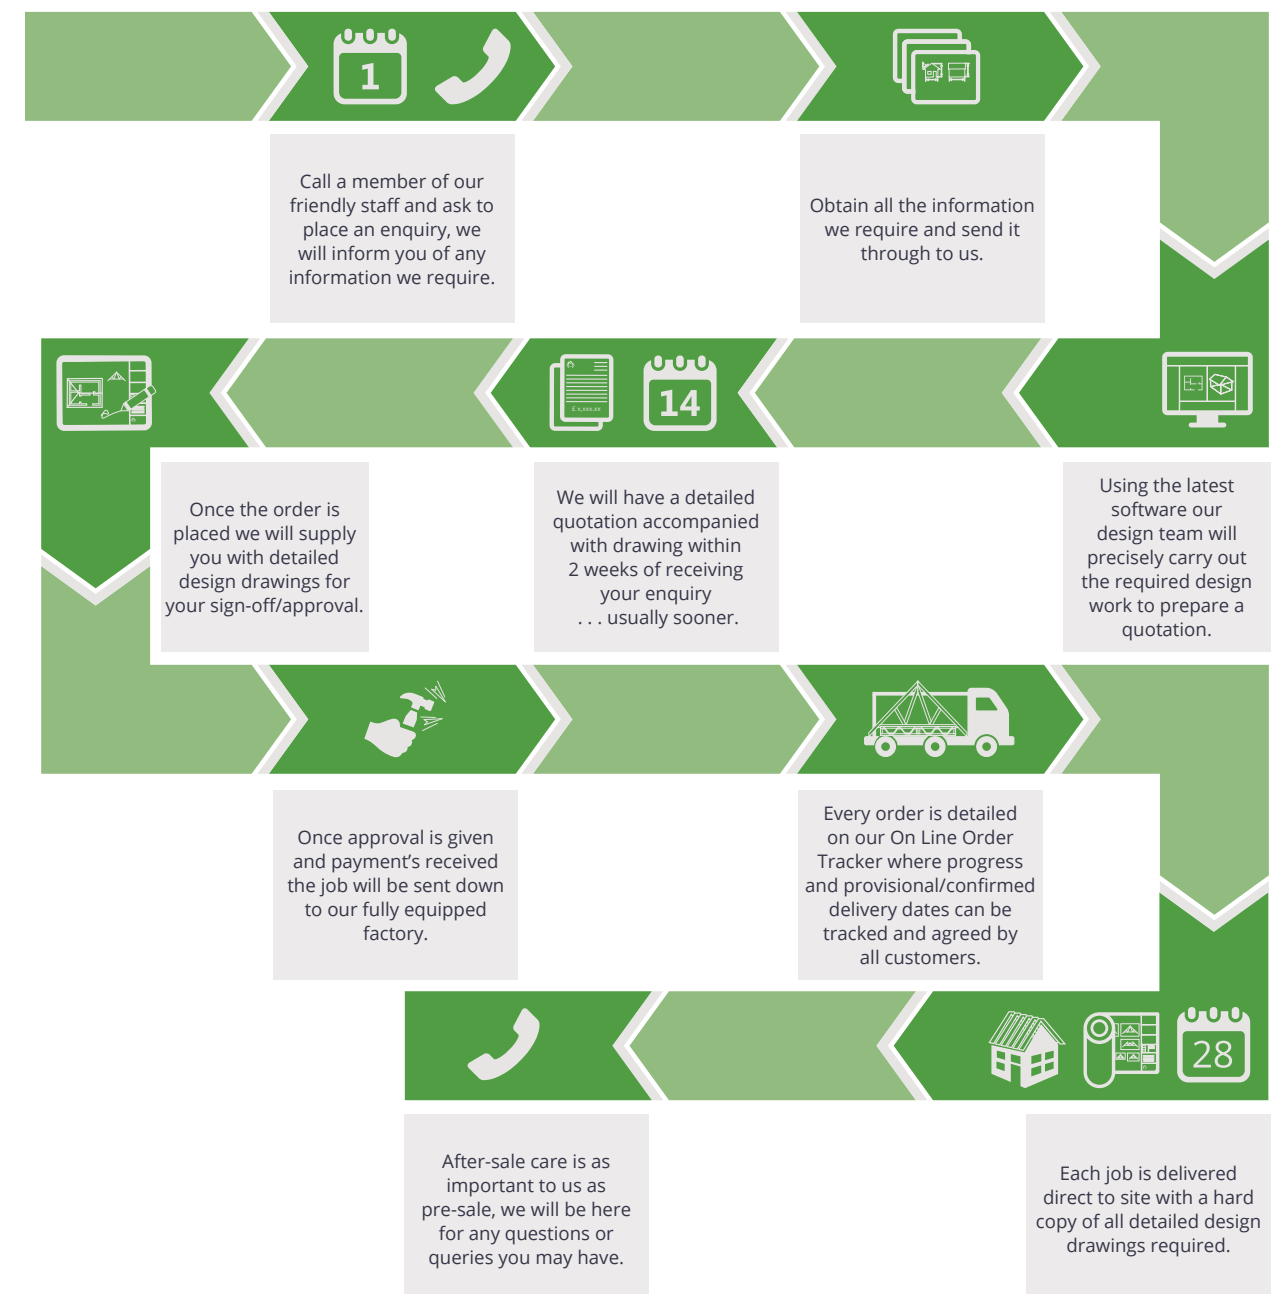 1
Call a member of our
friendly staff and ask to
place an enquiry, we
will inform you of any
information we require.
Obtain all the information
we require and send it
through to us.
Using the latest
software our
design team will
precisely carry out
the required design
work to prepare a
quotation.
£ x,xxx.xx
14
We will have a detailed
quotation accompanied
with drawing within
2 weeks of receiving
your enquiry
. . . usually sooner.
Once the order is
placed we will supply
you with detailed
design drawings for
your sign-off/approval.
Once approval is given
and payment’s received
the job will be sent down
to our fully equipped
factory.
Every order is detailed
on our On Line Order
Tracker where progress
and provisional/confirmed
delivery dates can be
tracked and agreed by
all customers.
28
Each job is delivered
direct to site with a hard
copy of all detailed design
drawings required.
After-sale care is as
important to us as
pre-sale, we will be here
for any questions or
queries you may have.